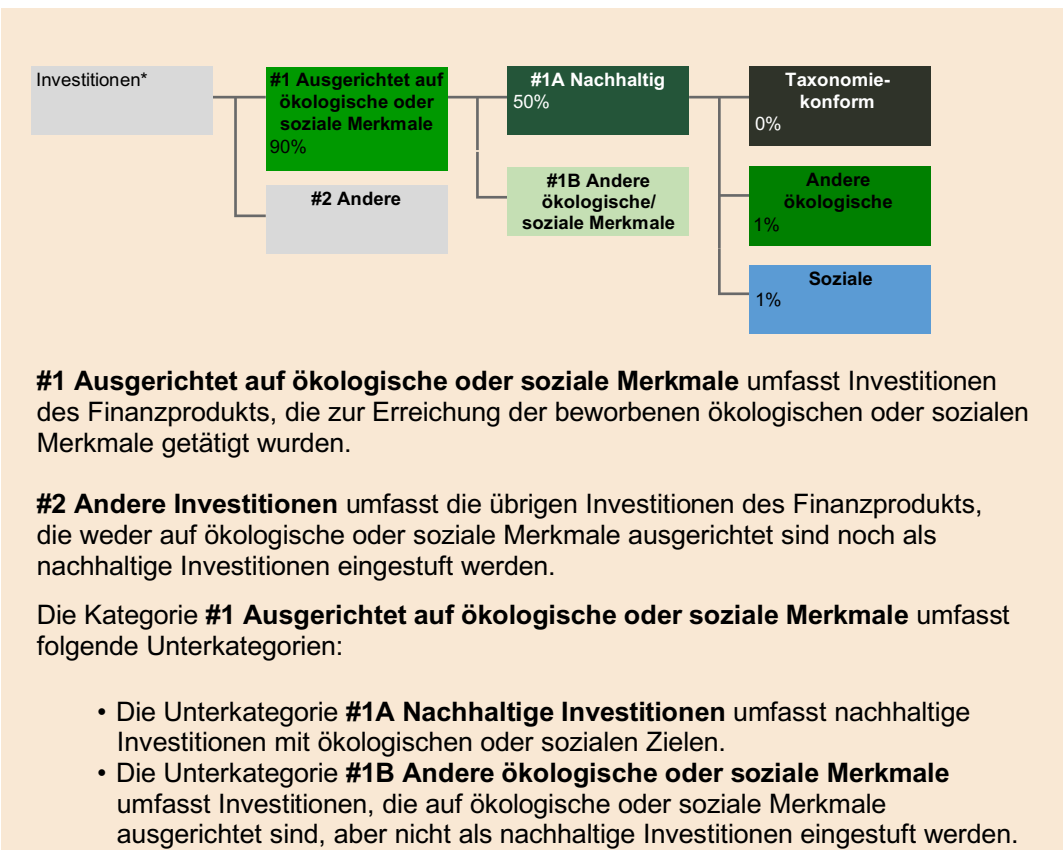 Investitionen*
#1 Ausgerichtet auf
ökologische oder
soziale Merkmale
90%
#2 Andere
#1A Nachhaltig
50%
#1B Andere
ökologische/
soziale Merkmale
Taxonomie-
konform
0%
Andere
ökologische
1%
Soziale
1%
#1 Ausgerichtet auf ökologische oder soziale Merkmale umfasst Investitionen
des Finanzprodukts, die zur Erreichung der beworbenen ökologischen oder sozialen
Merkmale getätigt wurden.
#2 Andere Investitionen umfasst die übrigen Investitionen des Finanzprodukts,
die weder auf ökologische oder soziale Merkmale ausgerichtet sind noch als
nachhaltige Investitionen eingestuft werden.
Die Kategorie #1 Ausgerichtet auf ökologische oder soziale Merkmale umfasst
folgende Unterkategorien:
• Die Unterkategorie #1A Nachhaltige Investitionen umfasst nachhaltige
Investitionen mit ökologischen oder sozialen Zielen.
• Die Unterkategorie #1B Andere ökologische oder soziale Merkmale
umfasst Investitionen, die auf ökologische oder soziale Merkmale
ausgerichtet sind, aber nicht als nachhaltige Investitionen eingestuft werden.